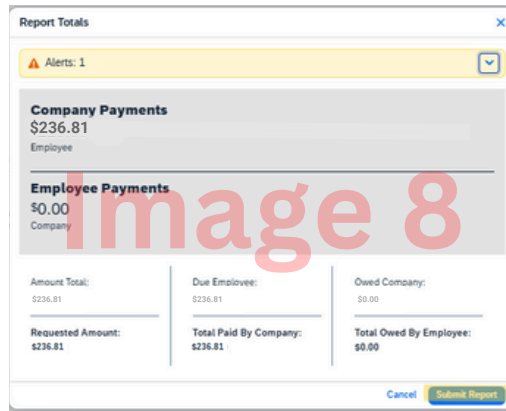 Report Totals
Alerts: 1
Company Payments
$236.81
Employee
Employee Payments
$0.00
Company
Image 8
Amount Total:
$236.81
Due Employee:
$236.81
Owed Company:
$0.00
Requested Amount:
$236.81
Total Paid By Company:
$236.81
Total Owed By Employee:
$0.00
Cancel
Submit Report